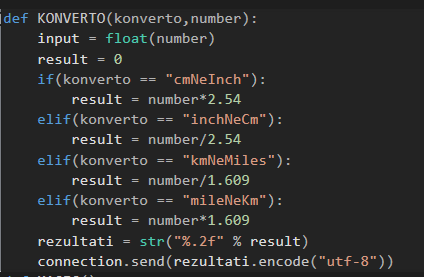 def KONVERTO(konverto,number):
    input = float(number)
    result = 0
    if(konverto == "cmNeInch"):
        result = number*2.54
    elif(konverto == "inchNeCm"):
        result = number/2.54
    elif(konverto == "kmNeMiles"):
        result = number/1.609
    elif(konverto == "mileNeKm"):
        result = number*1.609
    rezultati = str("%.2f" % result)
    connection.send(rezultati.encode("utf-8"))